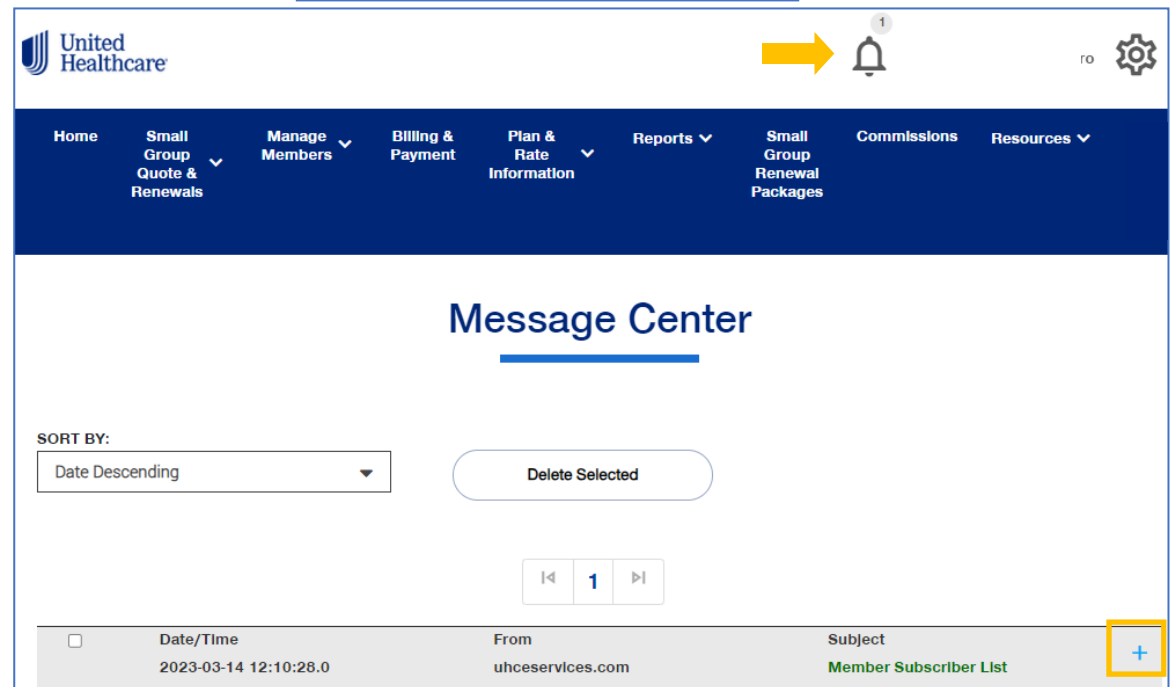 1
United
Healthcare
ro
Home
Small
Group
Quote &
Renewals
Manage
Members
Billing &
Payment
Plan &
Rate
Information
Reports
Small
Group
Renewal
Packages
Commissions
Resources
Message Center
SORT BY:
Date Descending
Delete Selected
1
Date/Time
From
Subject
2023-03-14 12:10:28.0
uhceservices.com
Member Subscriber List
+